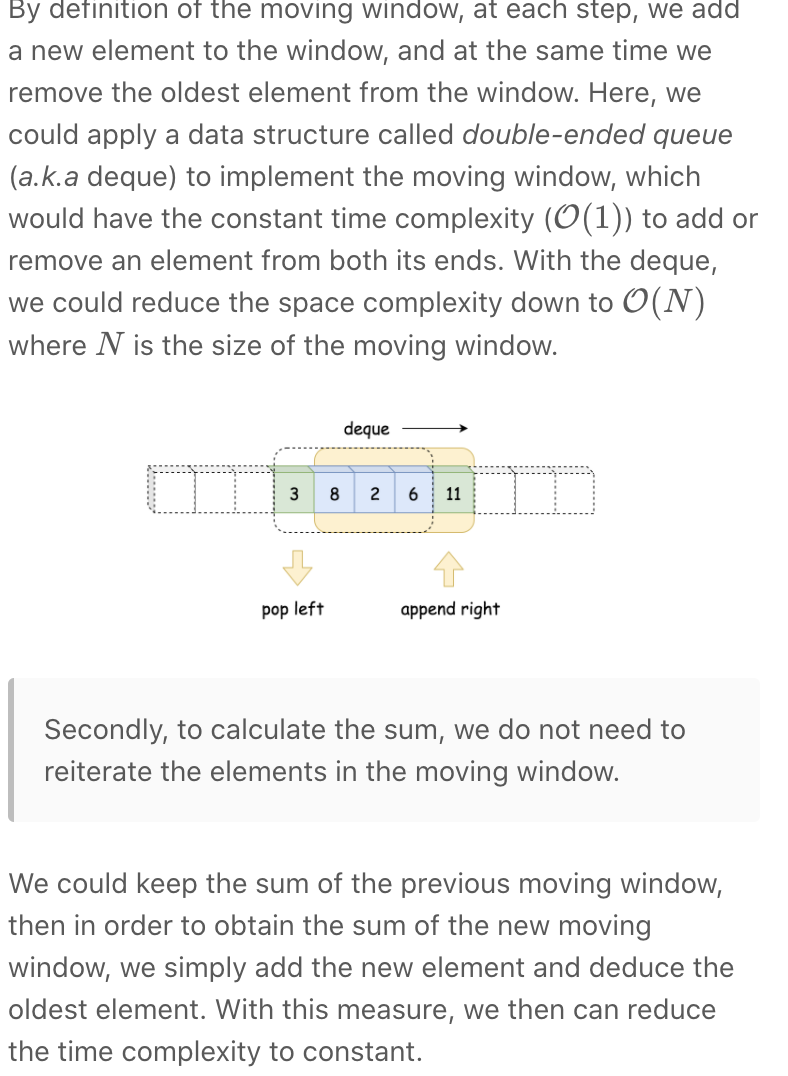 By definition of the moving window, at each step, we add
a new element to the window, and at the same time we
remove the oldest element from the window. Here, we
could apply a data structure called double-ended queue
(a.k.a deque) to implement the moving window, which
would have the constant time complexity (O(1)) to add or
remove an element from both its ends. With the deque,
we could reduce the space complexity down to O(N)
where N is the size of the moving window.
deque
3 8 2 6 11
pop left append right
Secondly, to calculate the sum, we do not need to
reiterate the elements in the moving window.
We could keep the sum of the previous moving window,
then in order to obtain the sum of the new moving
window, we simply add the new element and deduce the
oldest element. With this measure, we then can reduce
the time complexity to constant.